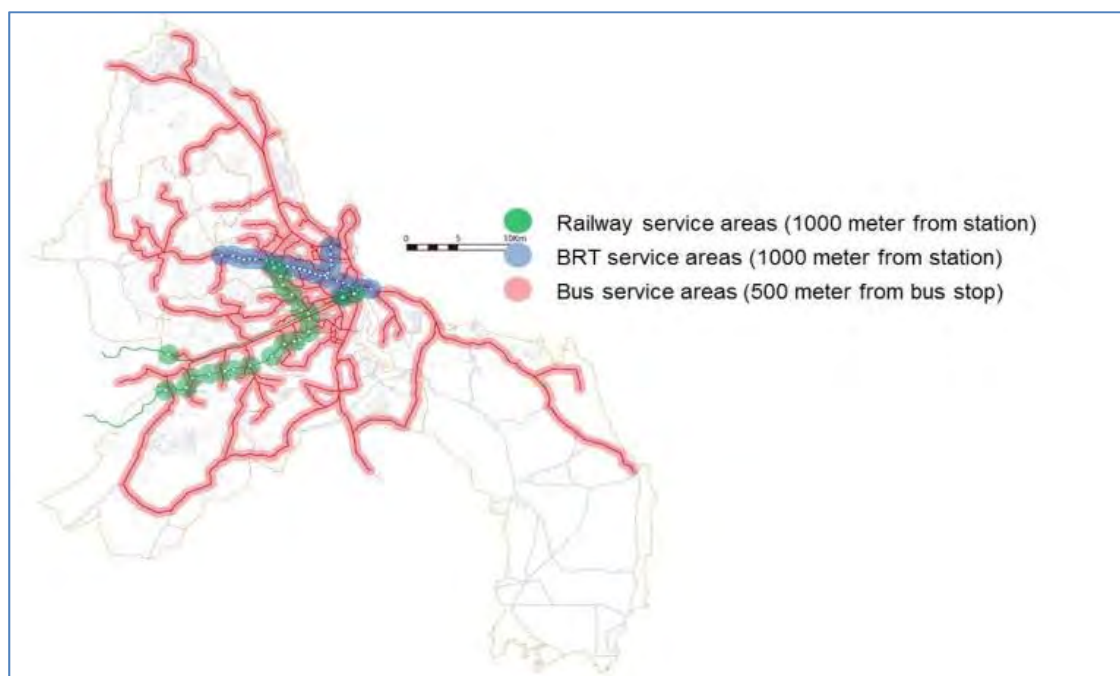 Railway service areas (1000 meter from station)
0 5 10Km
BRT service areas (1000 meter from station)
Bus service areas (500 meter from bus stop)